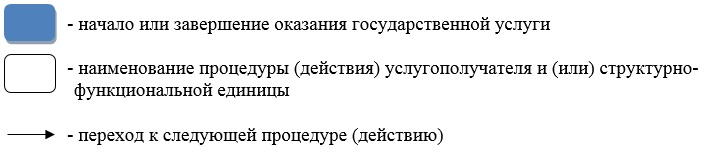 - начало или завершение оказания государственной услуги
- наименование процедуры (действия) услугополучателя и (или) структурно-
функциональной единицы
- переход к следующей процедуре (действию)